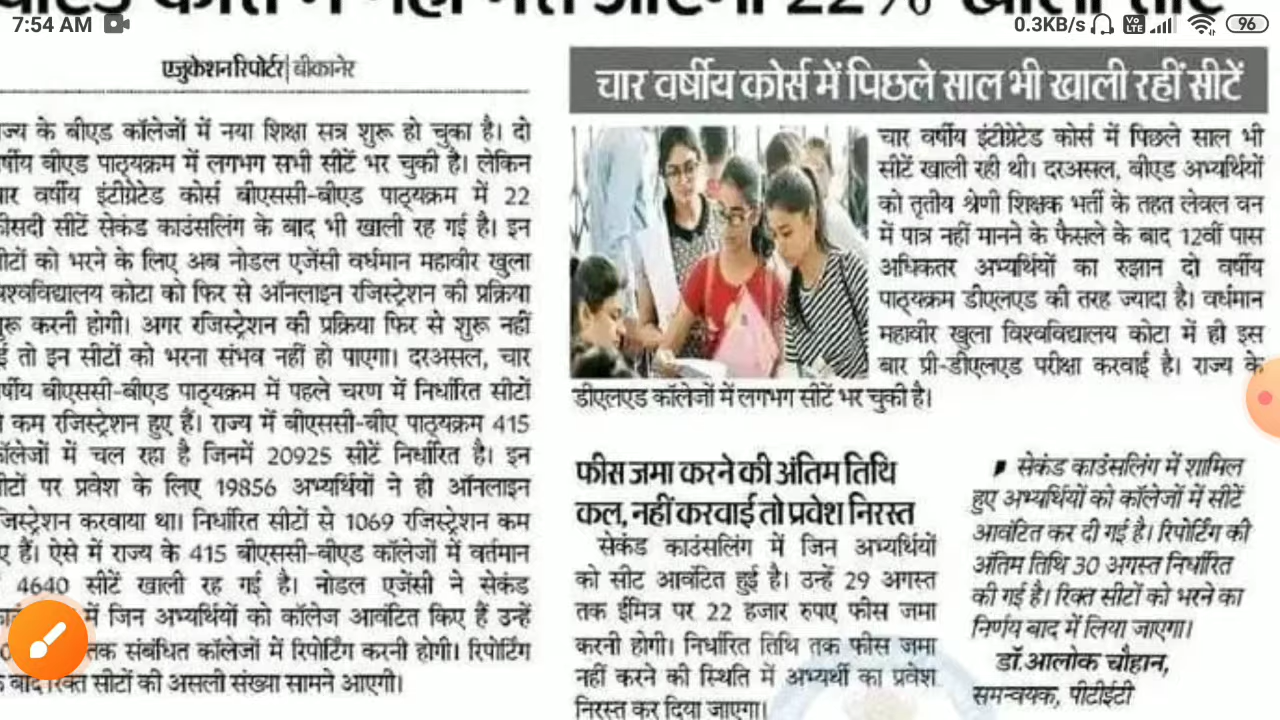 7:54 AM
0.3KB/s
Vo
LTE
96
22% खाली सीटें
एजुकेशन रिपोर्टर| बीकानेर
के बीएड कॉलेजों में नया शिक्षा सत्र शुरू हो चुका है। दो
बीएड पाठ्यक्रम में लगभग सभी सीटें भर चुकी है। लेकिन
वर्षीय इंटीग्रेटेड कोर्स बीएससी-बीएड पाठ्यक्रम में 22
सीटें सेकंड काउंसलिंग के बाद भी खाली रह गई है। इन
को भरने के लिए अब नोडल एजेंसी वर्धमान महावीर खुला
कोटा को फिर से ऑनलाइन रजिस्ट्रेशन की प्रक्रिया
करनी होगी। अगर रजिस्ट्रेशन की प्रक्रिया फिर से शुरू नहीं
तो इन सीटों को भरना संभव नहीं हो पाएगा। दरअसल, चार
बीएससी-बीएड पाठ्यक्रम में पहले चरण में निर्धारित सीटों
कम रजिस्ट्रेशन हुए हैं। राज्य में बीएससी-बीए पाठ्यक्रम 415
में चल रहा है जिनमें 20925 सीटें निर्धारित है। इन
पर प्रवेश के लिए 19856 अभ्यर्थियों ने ही ऑनलाइन
करवाया था। निर्धारित सीटों से 1069 रजिस्ट्रेशन कम
हैं। ऐसे में राज्य के 415 बीएससी-बीएड कॉलेजों में वर्तमान
4640 सीटें खाली रह गई है। नोडल एजेंसी ने सेकंड
में जिन अभ्यर्थियों को कॉलेज आवंटित किए हैं उन्हें
तक संबंधित कॉलेजों में रिपोर्टिंग करनी होगी। रिपोर्टिंग
बाद रिक्त सीटों की असली संख्या सामने आएगी।
चार वर्षीय कोर्स में पिछले साल भी खाली रहीं सीटें
चार वर्षीय इंटीग्रेटेड कोर्स में पिछले साल भी
सीटें खाली रही थी। दरअसल, बीएड अभ्यर्थियों
को तृतीय श्रेणी शिक्षक भर्ती के तहत लेवल वन
में पात्र नहीं मानने के फैसले के बाद 12वीं पास
अधिकतर अभ्यर्थियों का रुझान दो वर्षीय
पाठ्यक्रम डीएलएड की तरह ज्यादा है। वर्धमान
महावीर खुला विश्वविद्यालय कोटा में ही इस
बार प्री-डीएलएड परीक्षा करवाई है। राज्य के
डीएलएड कॉलेजों में लगभग सीटें भर चुकी है।
फीस जमा करने की अंतिम तिथि
कल, नहीं करवाई तो प्रवेश निरस्त
सेकंड काउंसलिंग में जिन अभ्यर्थियों
को सीट आवंटित हुई है। उन्हें 29 अगस्त
तक ईमित्र पर 22 हजार रुपए फीस जमा
करनी होगी। निर्धारित तिथि तक फीस जमा
नहीं करने की स्थिति में अभ्यर्थी का प्रवेश
निरस्त कर दिया जाएगा।
सेकंड काउंसलिंग में शामिल
हुए अभ्यर्थियों को कॉलेजों में सीटें
आवंटित कर दी गई है। रिपोर्टिंग की
अंतिम तिथि 30 अगस्त निर्धारित
की गई है। रिक्त सीटों को भरने का
निर्णय बाद में लिया जाएगा।
डॉ. आलोक चौहान,
समन्वयक, पीटीईटी